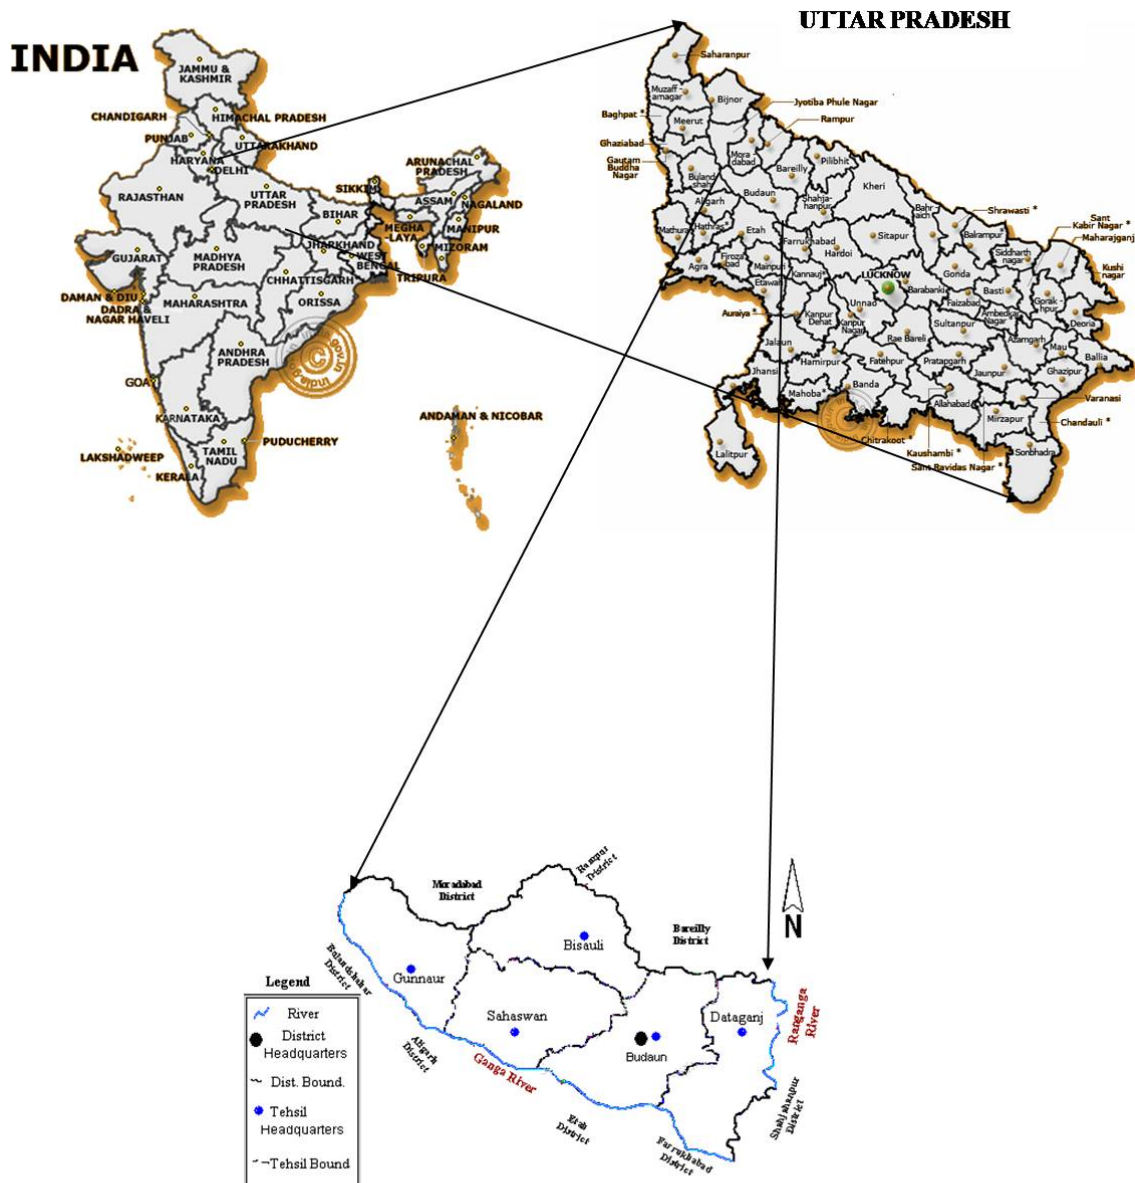 UTTAR PRADESH
INDIA
JAMMU &
KASHMIR
CHANDIGARH
HIMACHAL PRADESH
PUNJAB
UTTARAKHAND
HARYANA
DELHI
ARUNACHAL
PRADESH
RAJASTHAN
UTTAR
PRADESH
SIKKIM
ASSAM
NAGALAND
BIHAR
MEGHA
-LAYA
MANIPUR
JHARKHAND
MIZORAM
GUJARAT
MADHYA
PRADESH
WEST
BENGAL
TRIPURA
CHHATTISGARH
DAMAN & DIU
DADRA &
NAGAR HAVELI
MAHARASHTRA
ORISSA
ANDHRA
PRADESH
GOA
KARNATAKA
ANDAMAN & NICOBAR
PUDUCHERRY
TAMIL
NADU
LAKSHADWEEP
KERALA
Saharanpur
Muzaff -
arnagar
Bijnor
Jyotiba Phule Nagar
Baghpat *
Meerut
Rampur
Ghaziabad
Mora
dabad
Pilibhit
Gautam
Buddha
Nagar
Buland
shahr
Bareilly
Kheri
Budaun
Shahja-
hanpur
Aligarh
Bahr -
aich
Shrawasti *
Sant
Kabir Nagar *
Maharajganj
Mathura
Hathras*
Etah
Farrukhabad
Hardoi
Sitapur
Balrampur*
Siddharth
nagar
Kushi
nagar
Agra
Firoza
bad
Mainpuri
Kannauj*
LUCKNOW
Gonda
Etawah
Barabanki
Basti
Unnao
Faizabad
Gorak -
hpur
Auraiya *
Kanpur
Dehat
Kanpur
Nagar
Ambedkar
Nagar *
Deoria
Sultanpur
Rae Bareli
Azamgarh
Mau
Jalaun
Hamirpur
Fatehpur
Pratapgarh
Ballia
Jhansi
Jaunpur
Ghazipur
Mahoba*
Banda
Allahabad
Varanasi
Mirzapur
Chandauli *
Chitrakoot *
Lalitpur
Kaushambi *
Sant Ravidas Nagar *
Sonbhadra
Rampur
District
Moradabad
District
Bareilly
District
N
Bisauli
Bulandshahar
District
Gunnaur
Sahaswan
Dataganj
Ranganga
River
Budaun
Aligarh
District
Ganga River
Etah
District
Shahjahanpur
District
Farrukhabad
District
Legend
River
District
Headquarters
Dist. Bound.
Tehsil
Headquarters
Tehsil Bound